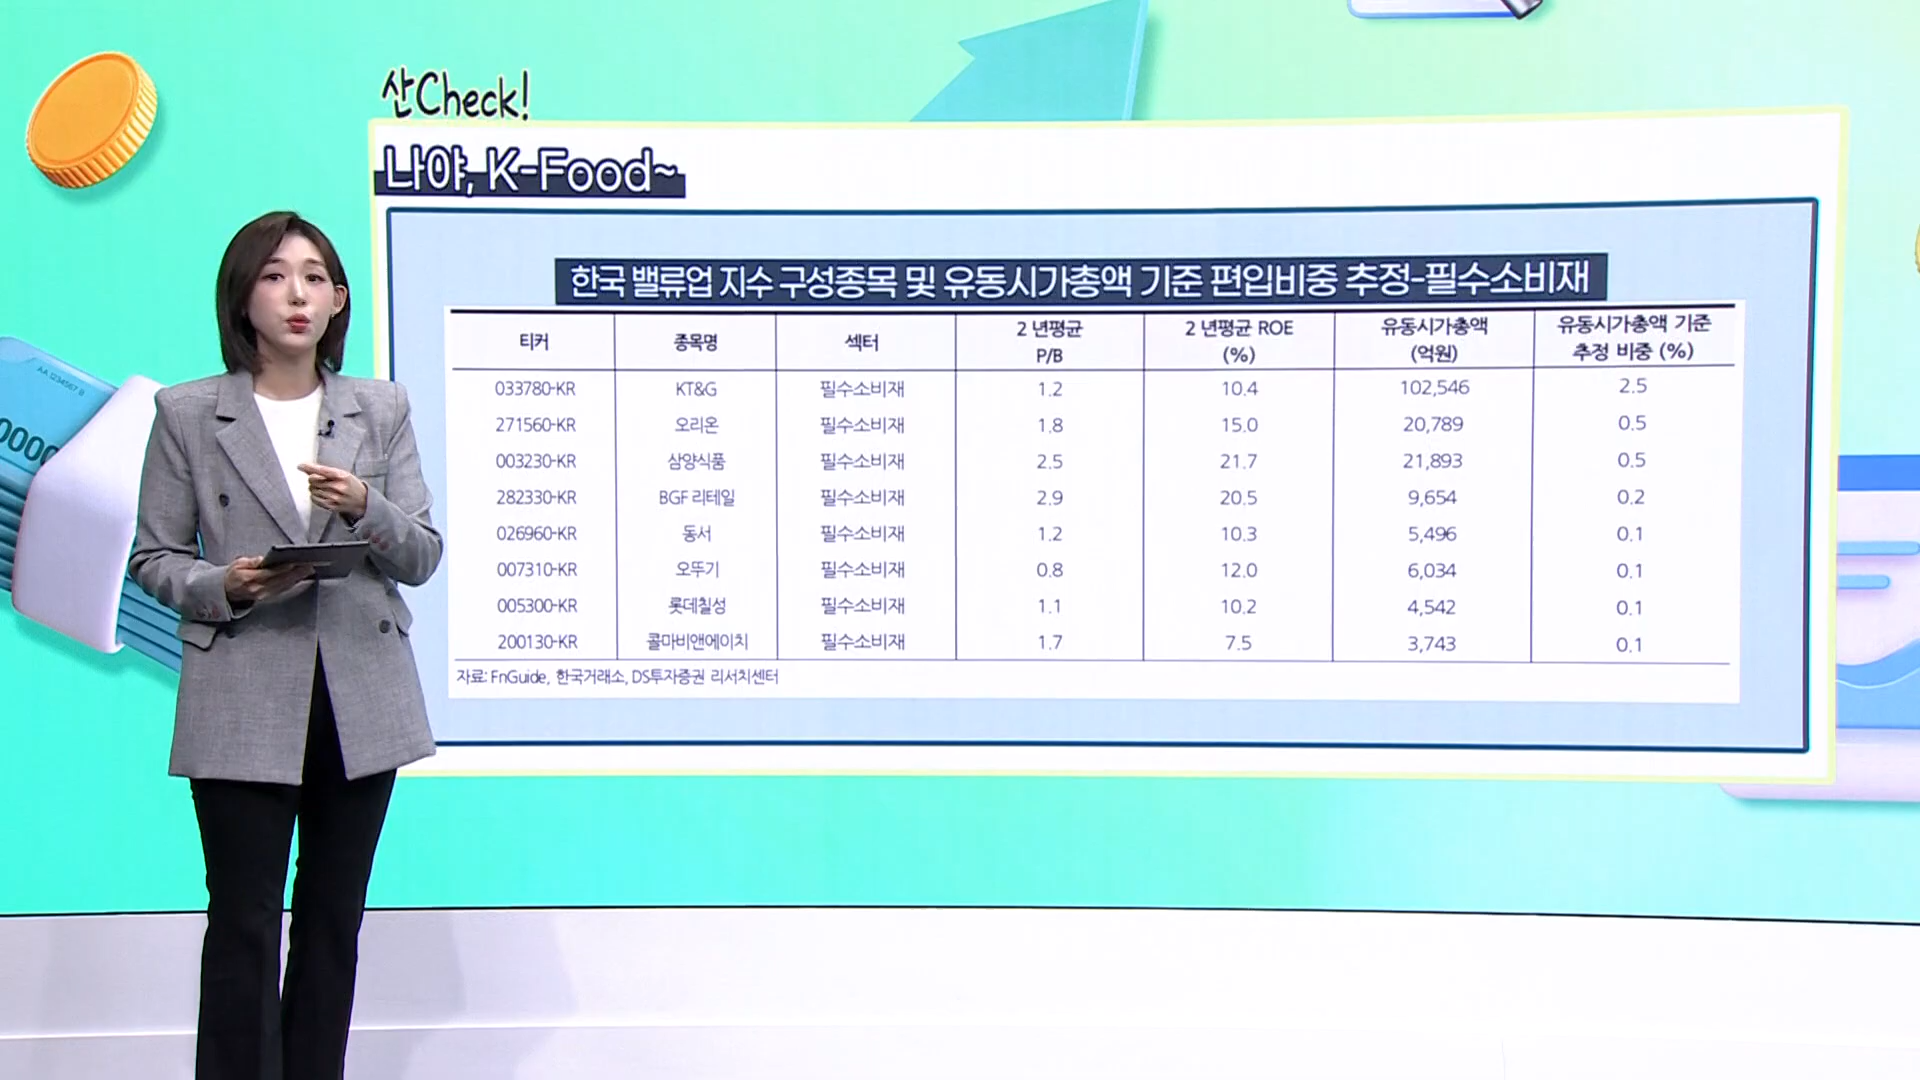 산Check!
나야, K-Food~
한국 밸류업 지수 구성종목 및 유동시가총액 기준 편입비중 추정-필수소비재
티커 종목명 섹터 2 년평균 P/B 2 년평균 ROE (%) 유동시가총액 (억원) 유동시가총액 기준 추정 비중 (%)
033780-KR KT&G 필수소비재 1.2 10.4 102,546 2.5
271560-KR 오리온 필수소비재 1.8 15.0 20,789 0.5
003230-KR 삼양식품 필수소비재 2.5 21.7 21,893 0.5
282330-KR BGF 리테일 필수소비재 2.9 20.5 9,654 0.2
026960-KR 동서 필수소비재 1.2 10.3 5,496 0.1
007310-KR 오뚜기 필수소비재 0.8 12.0 6,034 0.1
005300-KR 롯데칠성 필수소비재 1.1 10.2 4,542 0.1
200130-KR 콜마비앤에이치 필수소비재 1.7 7.5 3,743 0.1
자료: FnGuide, 한국거래소, DS투자증권 리서치센터